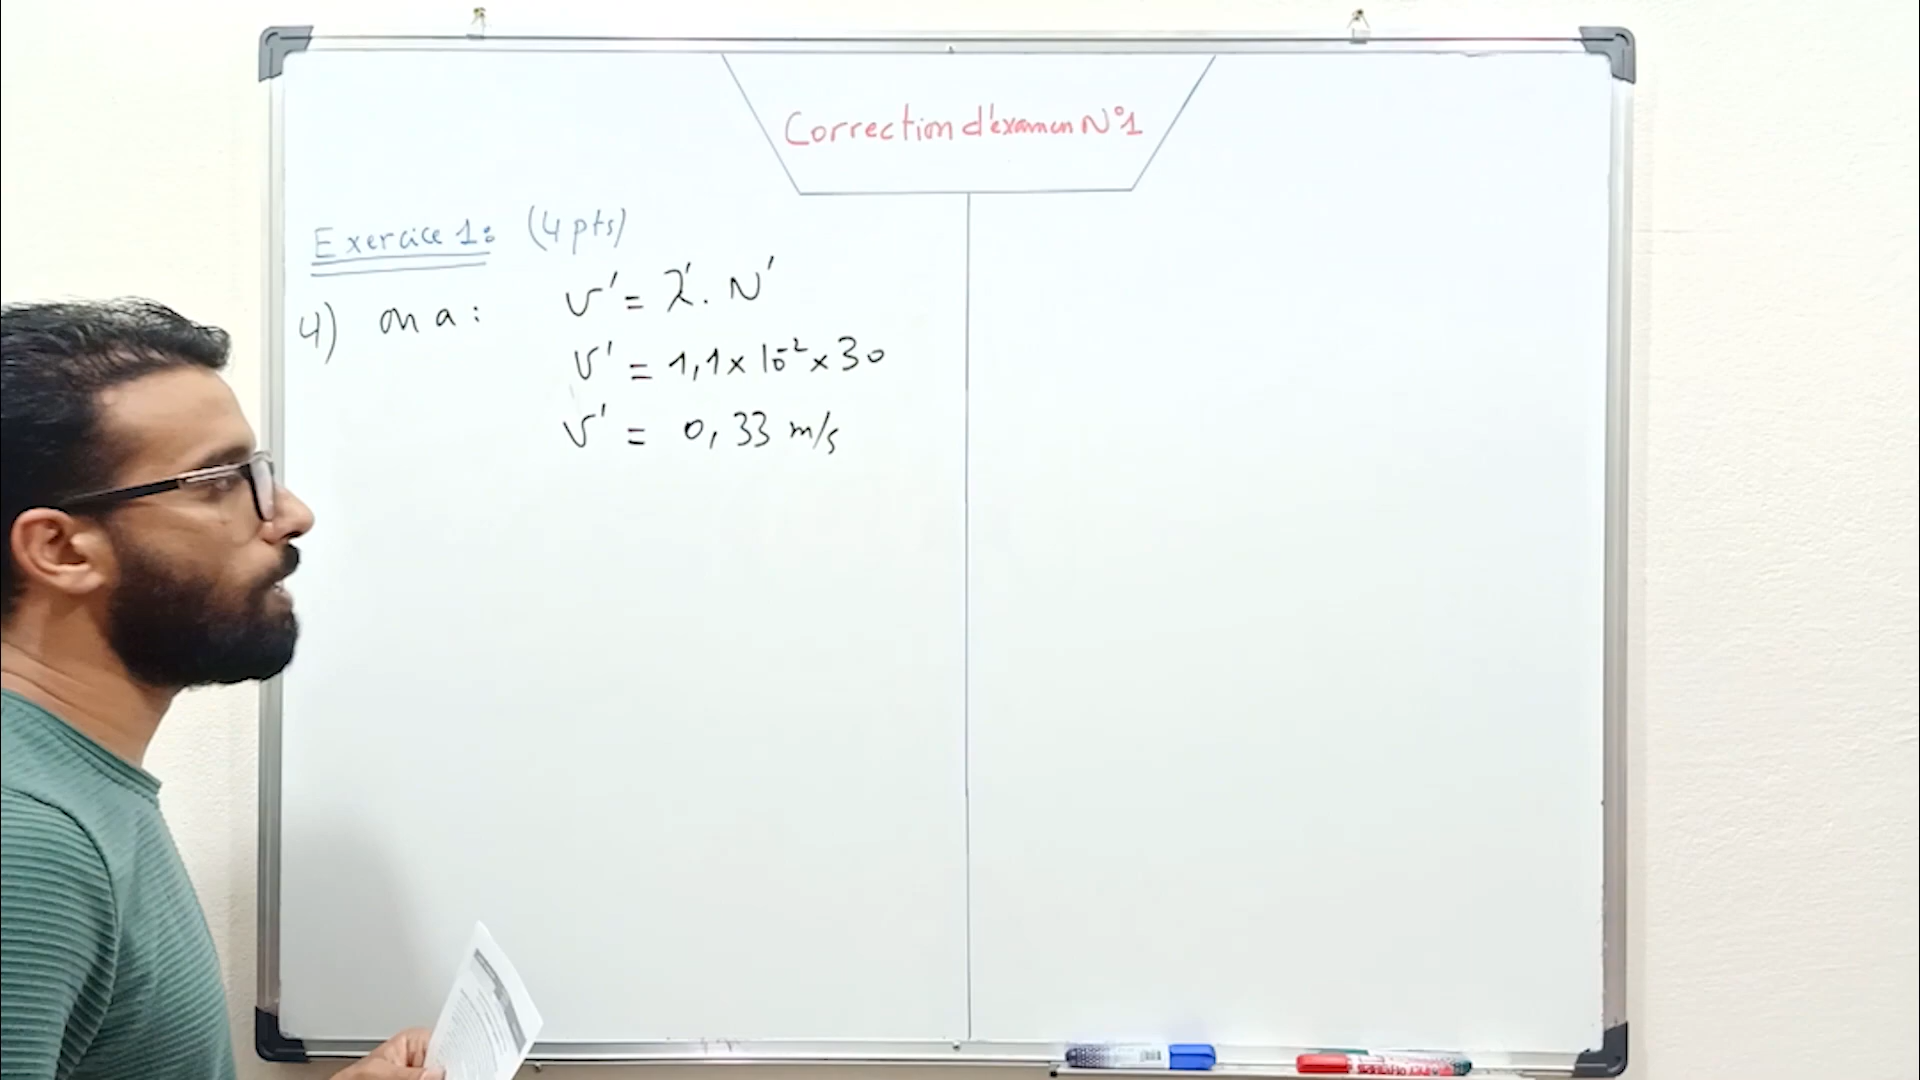 Correction d'examen N°1
Exercice 1: (4 pts)
4) on a : v' = λ'. N'
v' = 1,1 x 10⁻² x 30
v' = 0,33 m/s